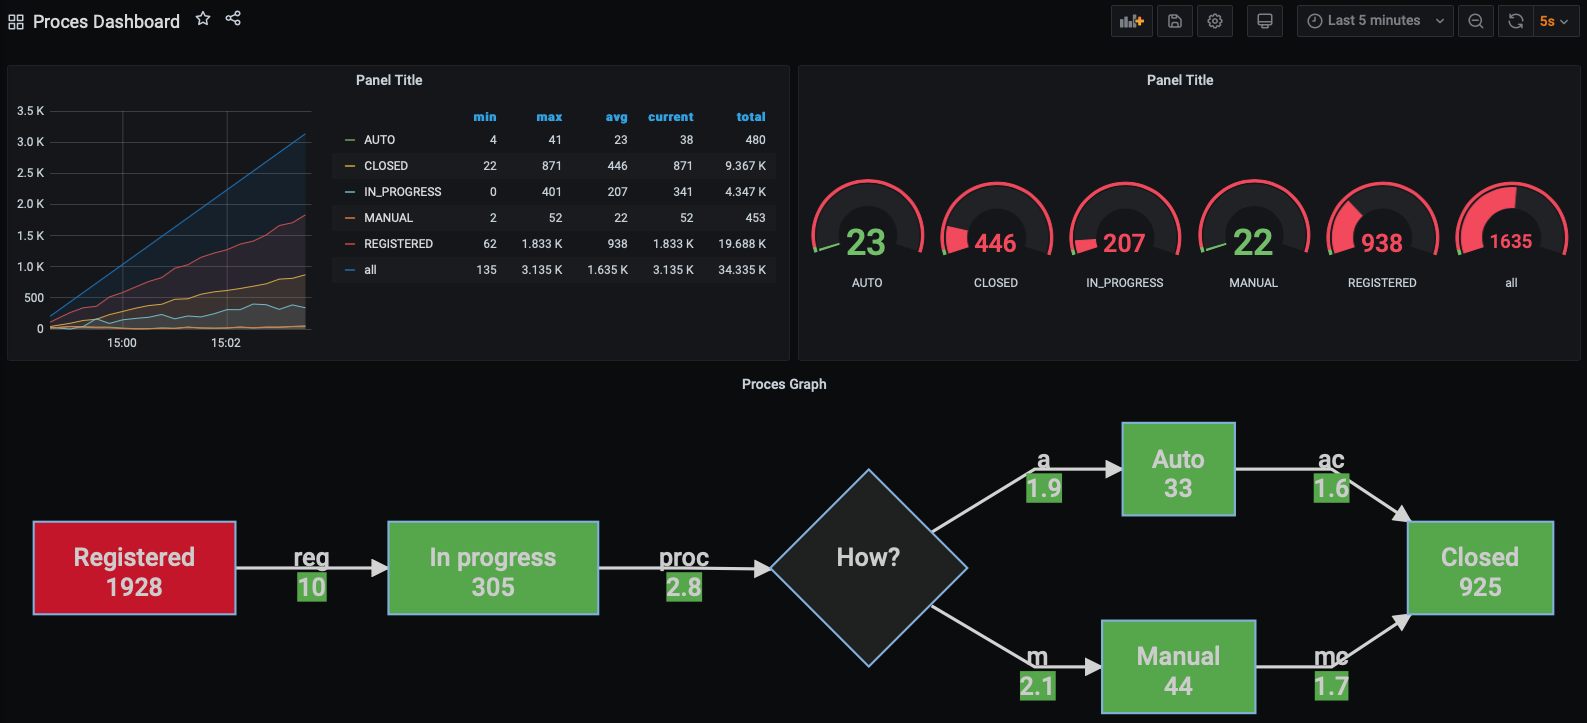 Proces Dashboard
Last 5 minutes
5s
Panel Title
3.5 K
3.0 K
2.5 K
2.0 K
1.5 K
1.0 K
500
0
15:00 15:02
min max avg current total
AUTO 4 41 23 38 480
CLOSED 22 871 446 871 9.367 K
IN_PROGRESS 0 401 207 341 4.347 K
MANUAL 2 52 22 52 453
REGISTERED 62 1.833 K 938 1.833 K 19.688 K
all 135 3.135 K 1.635 K 3.135 K 34.335 K
Panel Title
23 446 207 22 938 1635
AUTO CLOSED IN_PROGRESS MANUAL REGISTERED all
Proces Graph
Registered
1928
reg
10
In progress
305
proc
2.8
How?
a
1.9
Auto
33
ac
1.6
m
2.1
Manual
44
mc
1.7
Closed
925